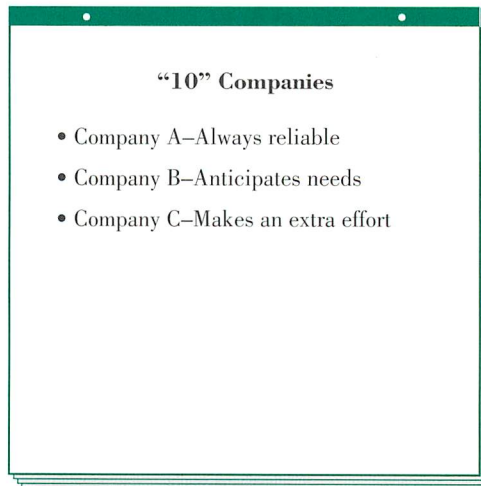 “10” Companies
• Company A–Always reliable
• Company B–Anticipates needs
• Company C–Makes an extra effort